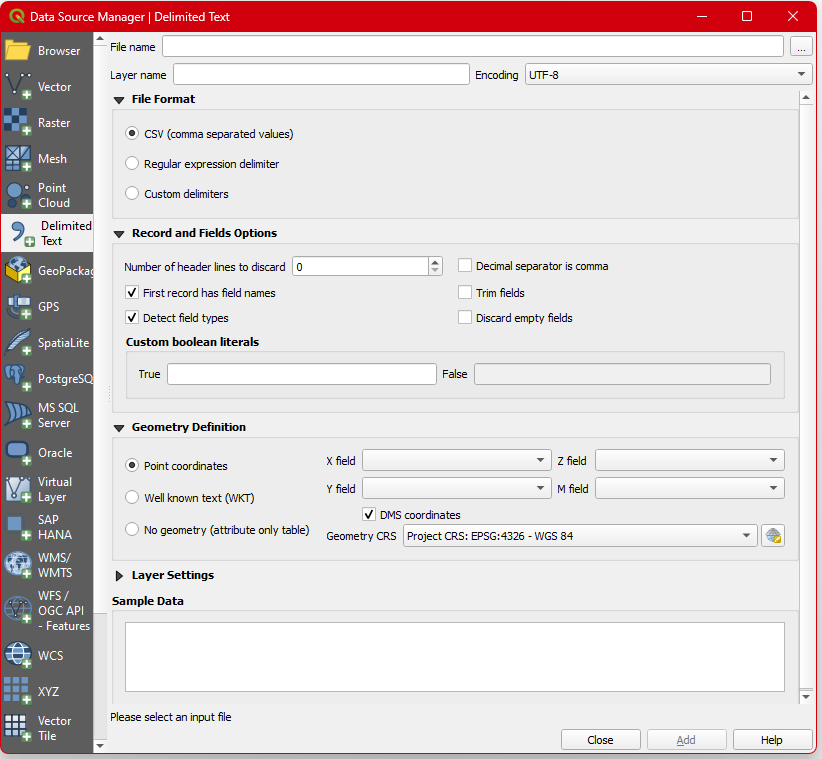 Data Source Manager | Delimited Text
Browser
Vector
Raster
Mesh
Point
Cloud
Delimited
Text
GeoPackag
GPS
SpatiaLite
PostgreSQ
MS SQL
Server
Oracle
Virtual
Layer
SAP
HANA
WMS/
WMTS
WFS /
OGC API
- Features
WCS
XYZ
Vector
Tile
File name
...
Layer name
Encoding UTF-8
File Format
CSV (comma separated values)
Regular expression delimiter
Custom delimiters
Record and Fields Options
Number of header lines to discard 0
Decimal separator is comma
First record has field names
Trim fields
Detect field types
Discard empty fields
Custom boolean literals
True
False
Geometry Definition
Point coordinates
Well known text (WKT)
No geometry (attribute only table)
X field
Z field
Y field
M field
DMS coordinates
Geometry CRS Project CRS: EPSG:4326 - WGS 84
Layer Settings
Sample Data
Please select an input file
Close
Add
Help